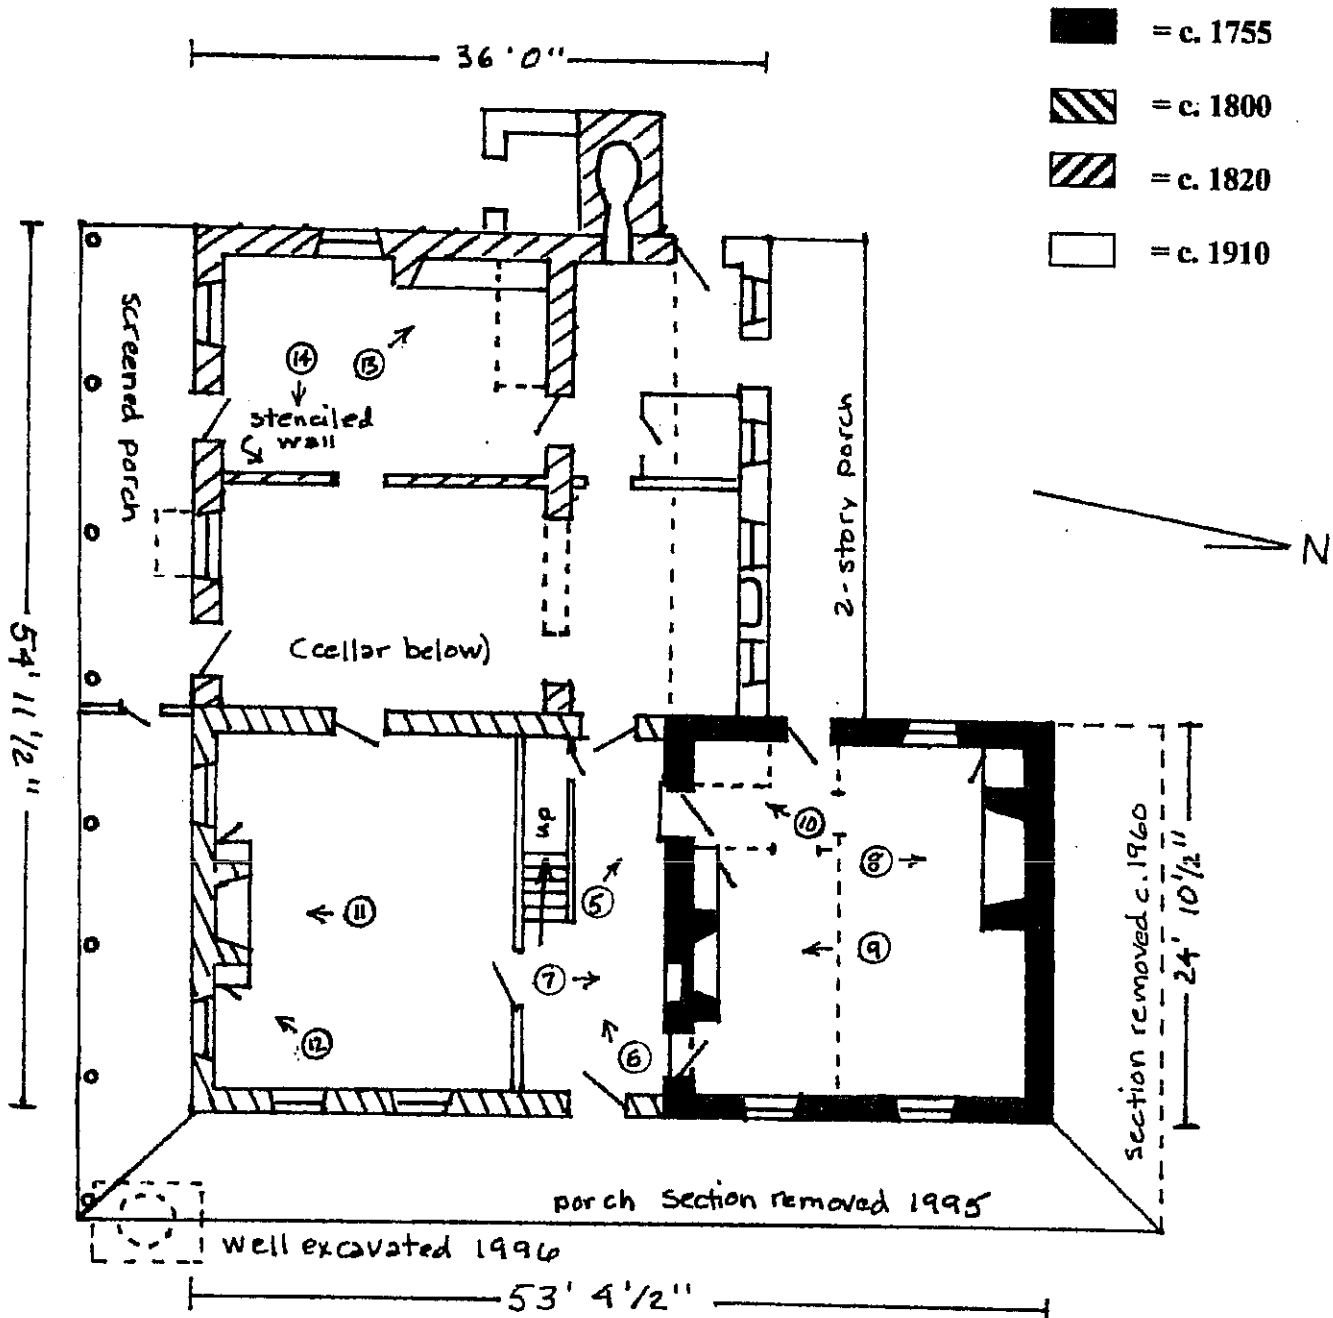 36'0"
= c. 1755
= c. 1800
= c. 1820
= c. 1910
screened porch
14
13
stenciled
wall
2-story porch
N
54' 11 1/2"
(cellar below)
up
10
8
5
11
9
7
12
6
section removed c.1960
24' 10 1/2"
porch section removed 1995
well excavated 1996
53' 4 1/2"